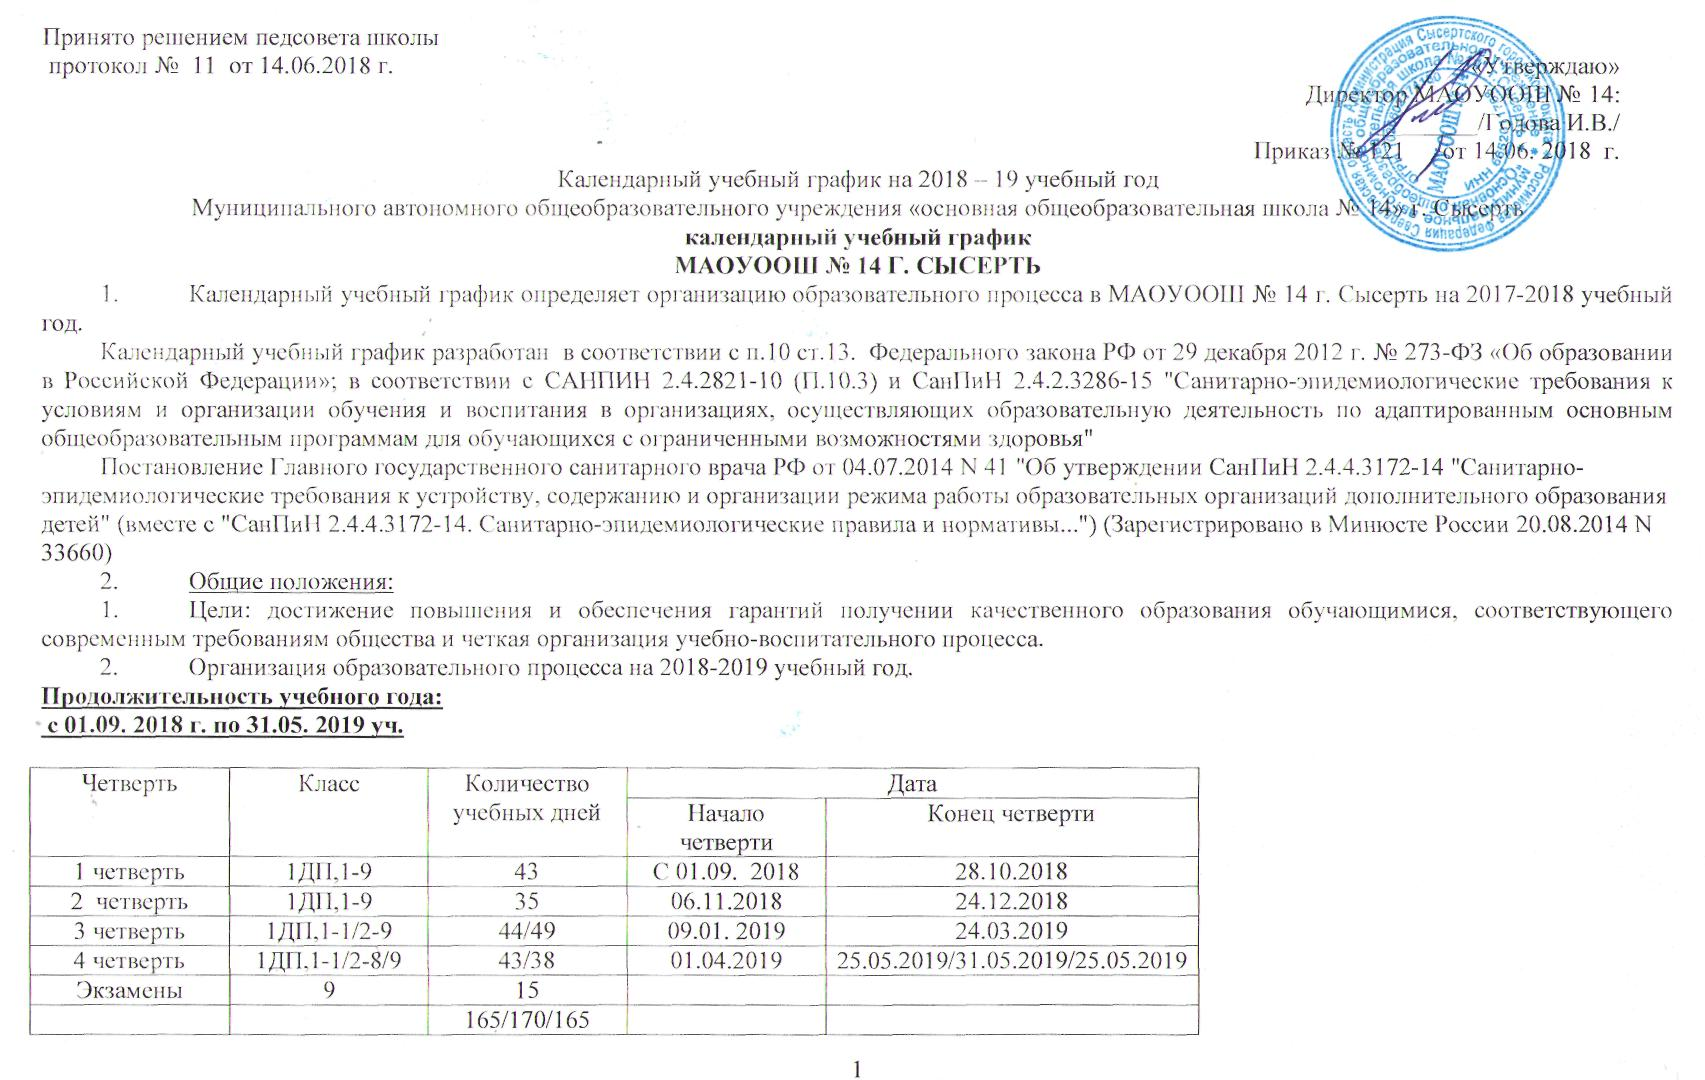 Принято решением педсовета школы
протокол № 11 от 14.06.2018 г.
«Утверждаю»
Директор МАОУООШ № 14:
/Годова И.В./
Приказ № 121 от 14.06. 2018 г.
Календарный учебный график на 2018 – 19 учебный год
Муниципального автономного общеобразовательного учреждения «основная общеобразовательная школа № 14» г. Сысерть
календарный учебный график
МАОУООШ № 14 Г. СЫСЕРТЬ
1. Календарный учебный график определяет организацию образовательного процесса в МАОУООШ № 14 г. Сысерть на 2017-2018 учебный
год.
Календарный учебный график разработан в соответствии с п.10 ст.13. Федерального закона РФ от 29 декабря 2012 г. № 273-ФЗ «Об образовании
в Российской Федерации»; в соответствии с САНПИН 2.4.2821-10 (П.10.3) и СанПиН 2.4.2.3286-15 "Санитарно-эпидемиологические требования к
условиям и организации обучения и воспитания в организациях, осуществляющих образовательную деятельность по адаптированным основным
общеобразовательным программам для обучающихся с ограниченными возможностями здоровья"
Постановление Главного государственного санитарного врача РФ от 04.07.2014 N 41 "Об утверждении СанПиН 2.4.4.3172-14 "Санитарно-
эпидемиологические требования к устройству, содержанию и организации режима работы образовательных организаций дополнительного образования
детей" (вместе с "СанПиН 2.4.4.3172-14. Санитарно-эпидемиологические правила и нормативы...") (Зарегистрировано в Минюсте России 20.08.2014 N
33660)
2. Общие положения:
1. Цели: достижение повышения и обеспечения гарантий получении качественного образования обучающимися, соответствующего
современным требованиям общества и четкая организация учебно-воспитательного процесса.
2. Организация образовательного процесса на 2018-2019 учебный год.
Продолжительность учебного года:
с 01.09. 2018 г. по 31.05. 2019 уч.
Четверть Класс Количество учебных дней Дата
Начало четверти Конец четверти
1 четверть 1ДП,1-9 43 С 01.09. 2018 28.10.2018
2 четверть 1ДП,1-9 35 06.11.2018 24.12.2018
3 четверть 1ДП,1-1/2-9 44/49 09.01. 2019 24.03.2019
4 четверть 1ДП,1-1/2-8/9 43/38 01.04.2019 25.05.2019/31.05.2019/25.05.2019
Экзамены 9 15
165/170/165
1